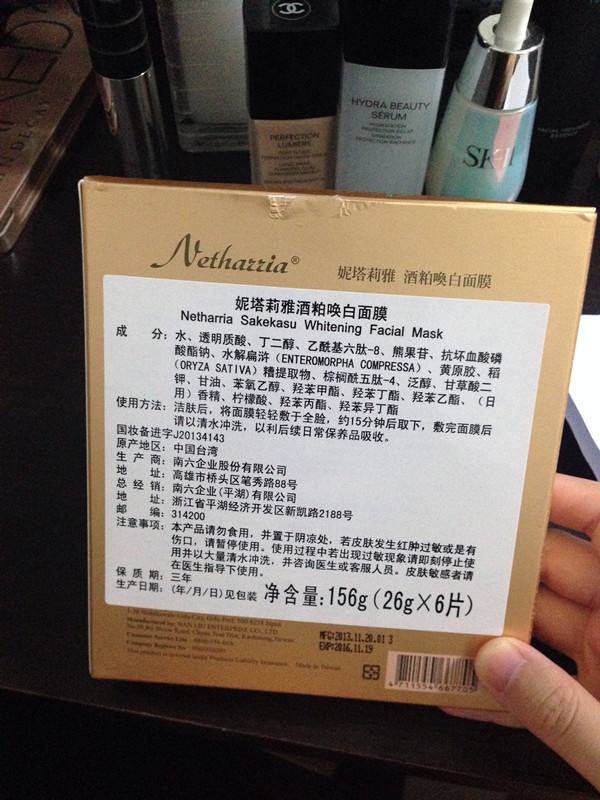 PERFECTION
LUMIÈRE
HYDRA BEAUTY
SERUM
HYDRATATION
PROTECTION ÉCLAT
HYDRATION
PROTECTION RADIANCE
SK-II
FACIAL TREATMENT
ESSENCE
Netharria®
妮塔莉雅 酒粕唤白面膜
妮塔莉雅酒粕唤白面膜
Netharria Sakekasu Whitening Facial Mask
成 分：水、透明质酸、丁二醇、乙酰基六肽-8、熊果苷、抗坏血酸磷
酸酯钠、水解扁浒（ENTEROMORPHA COMPRESSA）、黄原胶、稻
（ORYZA SATIVA）糟提取物、棕榈酰五肽-4、泛醇、甘草酸二
钾、甘油、苯氧乙醇、羟苯甲酯、羟苯丁酯、羟苯乙酯、（日
用）香精、柠檬酸、羟苯丙酯、羟苯异丁酯
使用方法：洁肤后，将面膜轻轻敷于全脸，约15分钟后取下，敷完面膜后
请以清水冲洗，以利后续日常保养品吸收。
国妆备进字J20134143
原产地区：中国台湾
生 产 商：南六企业股份有限公司
地 址：高雄市桥头区笔秀路88号
总 经 销：南六企业(平湖)有限公司
地 址：浙江省平湖经济开发区新凯路2188号
邮 编：314200
注意事项：本产品请勿食用，并置于阴凉处，若皮肤发生红肿过敏或是有
伤口，请暂停使用。使用过程中若出现过敏现象请即刻停止使
用并以大量清水冲洗，并咨询医生或客服人员。皮肤敏感者请
在医生指导下使用。
保 质 期：三年
生产日期：（年/月/日）见包装 净含量：156g（26g×6片）
MFG:2013.11.20.01 3
EXP:2016.11.19
Made in Taiwan
4 711554 667705